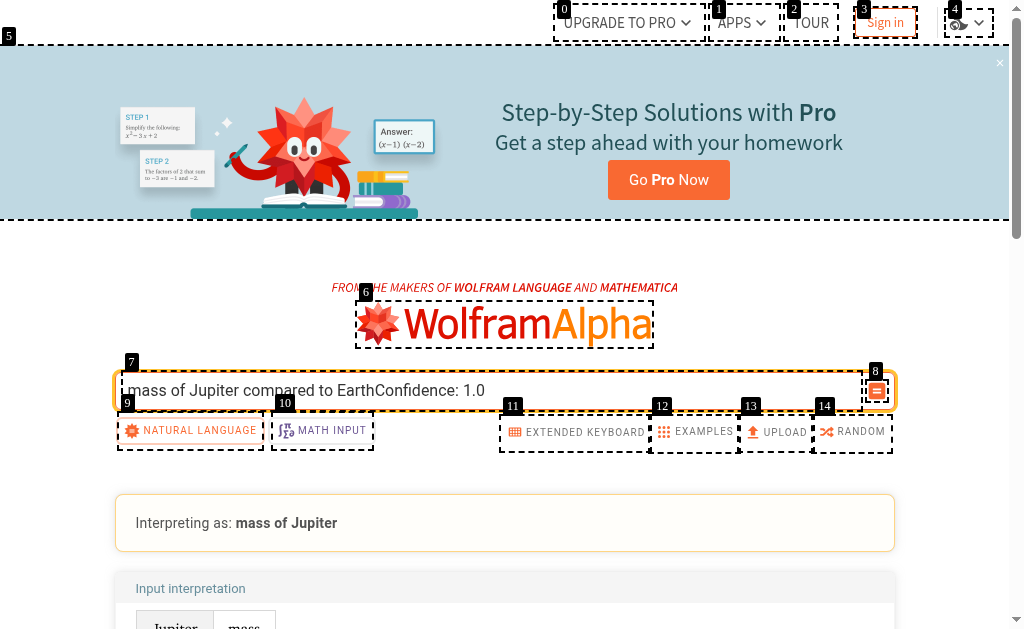 0
UPGRADE TO PRO
1
APPS
2
TOUR
3
Sign in
4
5
STEP 1
Simplify the following:
x²−3 x + 2
STEP 2
The factors of 2 that sum
to −3 are −1 and −2.
Answer:
(x−1) (x−2)
Step-by-Step Solutions with Pro
Get a step ahead with your homework
Go Pro Now
×
FROM THE MAKERS OF WOLFRAM LANGUAGE AND MATHEMATICA
6
WolframAlpha
7
mass of Jupiter compared to EarthConfidence: 1.0
8
=
9
NATURAL LANGUAGE
10
MATH INPUT
11
EXTENDED KEYBOARD
12
EXAMPLES
13
UPLOAD
14
RANDOM
Interpreting as: mass of Jupiter
Input interpretation
Jupiter mass